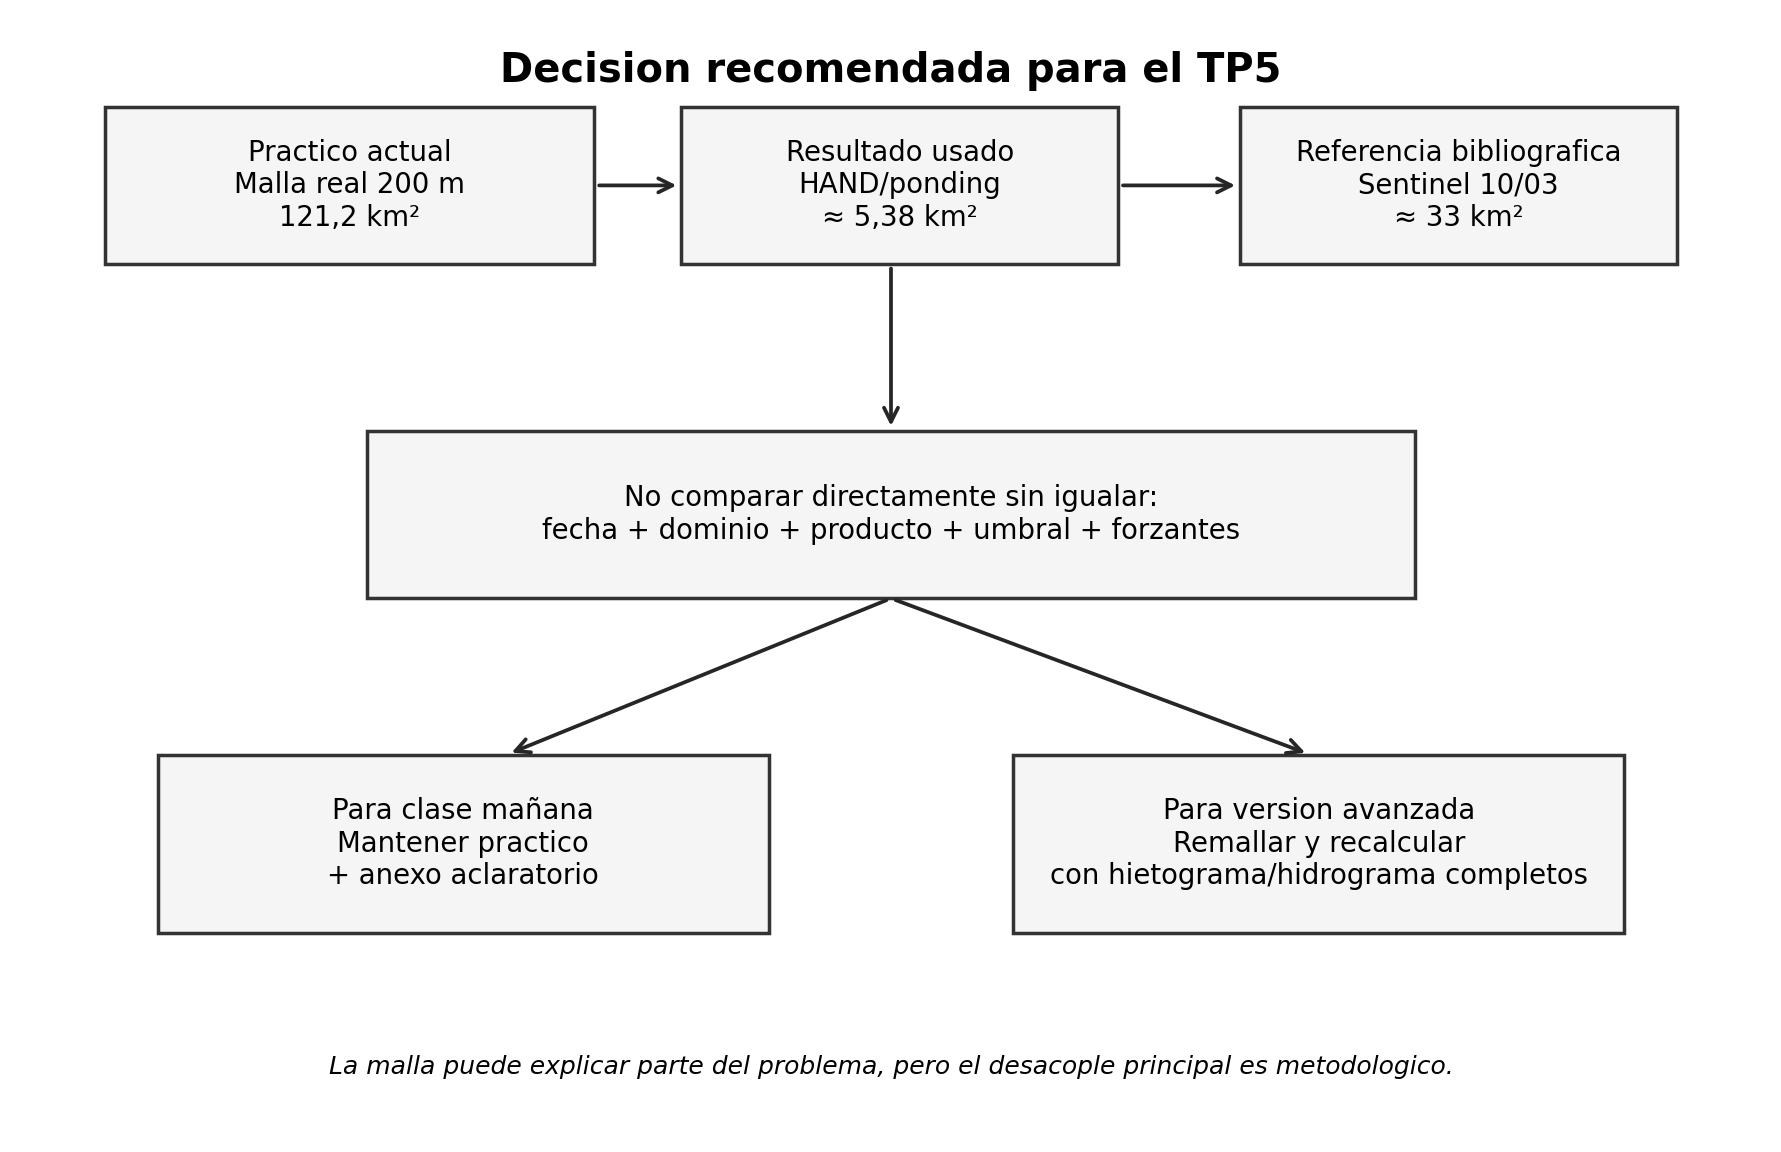 Decision recomendada para el TP5
Practico actual
Malla real 200 m
121,2 km²
Resultado usado
HAND/ponding
≈ 5,38 km²
Referencia bibliografica
Sentinel 10/03
≈ 33 km²
No comparar directamente sin igualar:
fecha + dominio + producto + umbral + forzantes
Para clase mañana
Mantener practico
+ anexo aclaratorio
Para version avanzada
Remallar y recalcular
con hietograma/hidrograma completos
La malla puede explicar parte del problema, pero el desacople principal es metodologico.